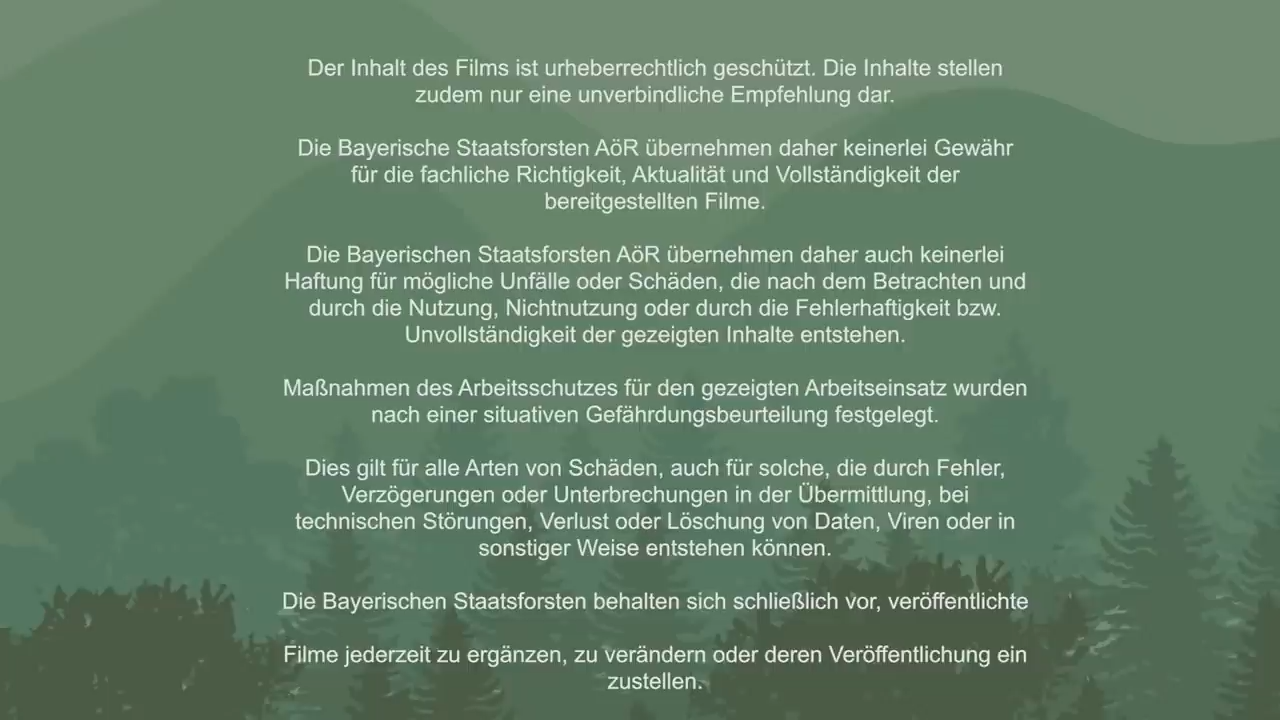 Der Inhalt des Films ist urheberrechtlich geschützt. Die Inhalte stellen
zudem nur eine unverbindliche Empfehlung dar.
Die Bayerische Staatsforsten AöR übernehmen daher keinerlei Gewähr
für die fachliche Richtigkeit, Aktualität und Vollständigkeit der
bereitgestellten Filme.
Die Bayerischen Staatsforsten AöR übernehmen daher auch keinerlei
Haftung für mögliche Unfälle oder Schäden, die nach dem Betrachten und
durch die Nutzung, Nichtnutzung oder durch die Fehlerhaftigkeit bzw.
Unvollständigkeit der gezeigten Inhalte entstehen.
Maßnahmen des Arbeitsschutzes für den gezeigten Arbeitseinsatz wurden
nach einer situativen Gefährdungsbeurteilung festgelegt.
Dies gilt für alle Arten von Schäden, auch für solche, die durch Fehler,
Verzögerungen oder Unterbrechungen in der Übermittlung, bei
technischen Störungen, Verlust oder Löschung von Daten, Viren oder in
sonstiger Weise entstehen können.
Die Bayerischen Staatsforsten behalten sich schließlich vor, veröffentlichte
Filme jederzeit zu ergänzen, zu verändern oder deren Veröffentlichung ein
zustellen.